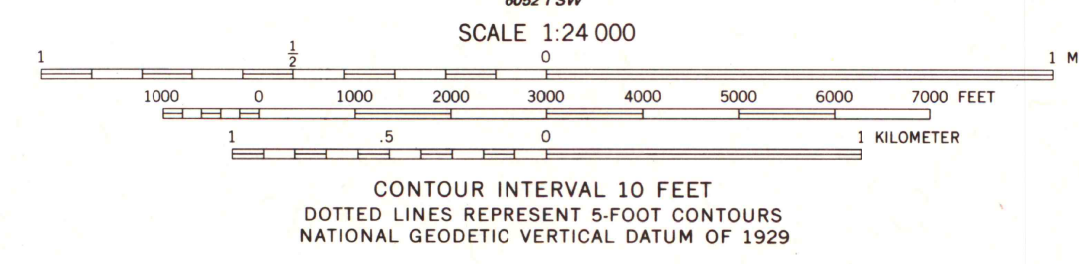 SCALE 1:24 000
1 1/2 0 1 M
1000 0 1000 2000 3000 4000 5000 6000 7000 FEET
1 .5 0 1 KILOMETER
CONTOUR INTERVAL 10 FEET
DOTTED LINES REPRESENT 5-FOOT CONTOURS
NATIONAL GEODETIC VERTICAL DATUM OF 1929